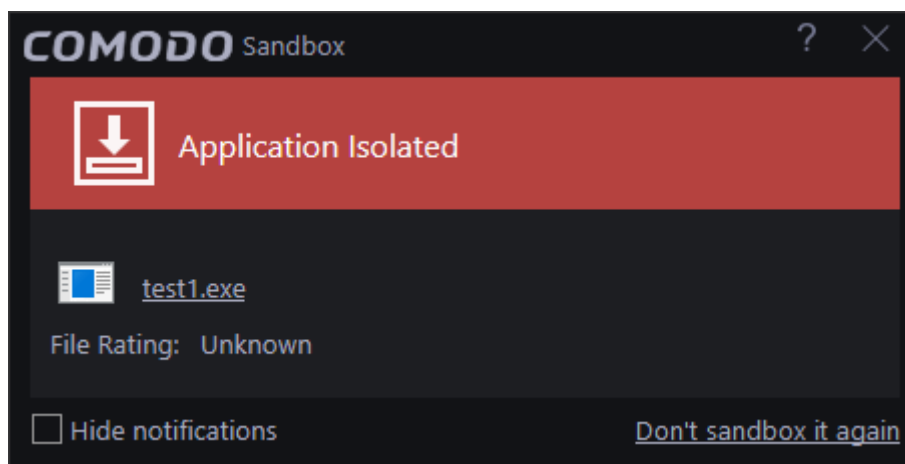 COMODO Sandbox ?
Application Isolated
test1.exe
File Rating: Unknown
Hide notifications Don't sandbox it again